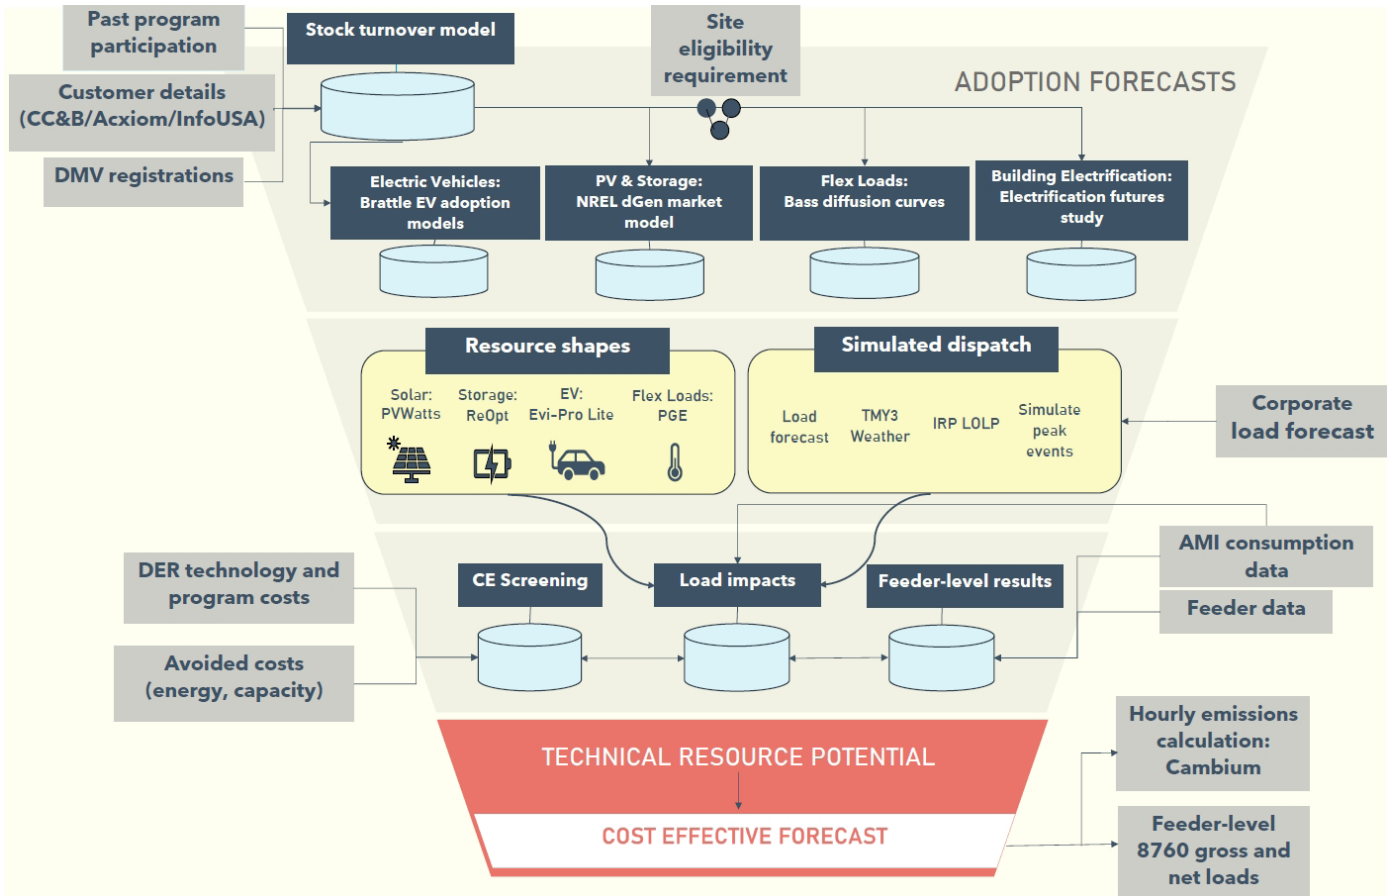 Past program
participation
Stock turnover model
Site
eligibility
requirement
ADOPTION FORECASTS
Customer details
(CC&B/Acxiom/InfoUSA)
DMV registrations
Electric Vehicles:
Brattle EV adoption
models
PV & Storage:
NREL dGen market
model
Flex Loads:
Bass diffusion curves
Building Electrification:
Electrification futures
study
Resource shapes
Solar:
PVWatts
Storage:
ReOpt
EV:
Evi-Pro Lite
Flex Loads:
PGE
Simulated dispatch
Load
forecast
TMY3
Weather
IRP LOLP
Simulate
peak
events
Corporate
load forecast
DER technology and
program costs
Avoided costs
(energy, capacity)
CE Screening
Load impacts
Feeder-level results
AMI consumption
data
Feeder data
TECHNICAL RESOURCE POTENTIAL
COST EFFECTIVE FORECAST
Hourly emissions
calculation:
Cambium
Feeder-level
8760 gross and
net loads